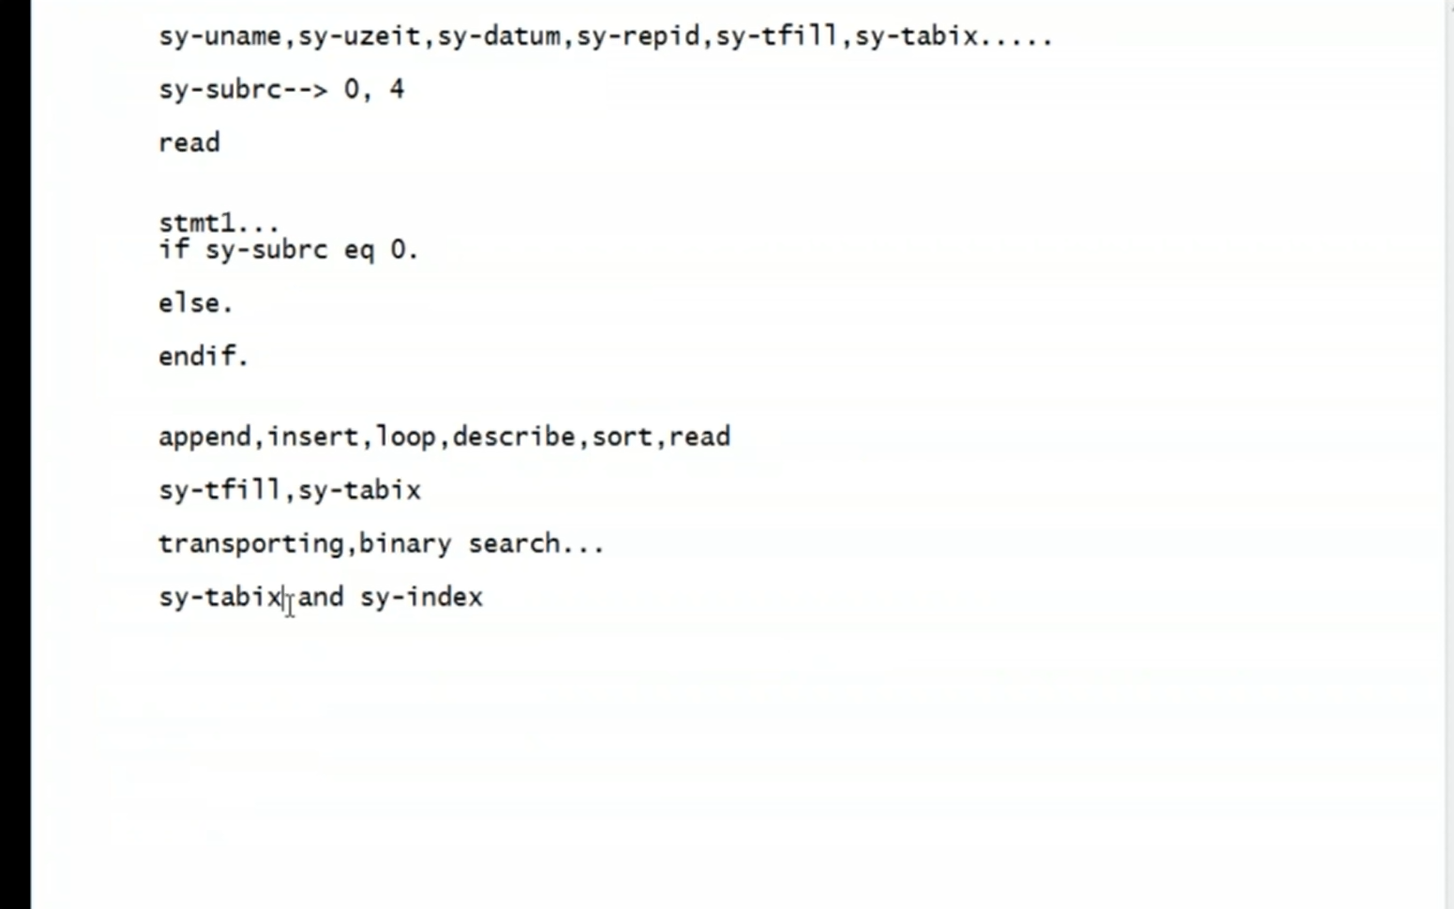 sy-uname,sy-uzeit,sy-datum,sy-repid,sy-tfill,sy-tabix.....
sy-subrc--> 0, 4
read
stmt1...
if sy-subrc eq 0.
else.
endif.
append,insert,loop,describe,sort,read
sy-tfill,sy-tabix
transporting,binary search...
sy-tabix and sy-index